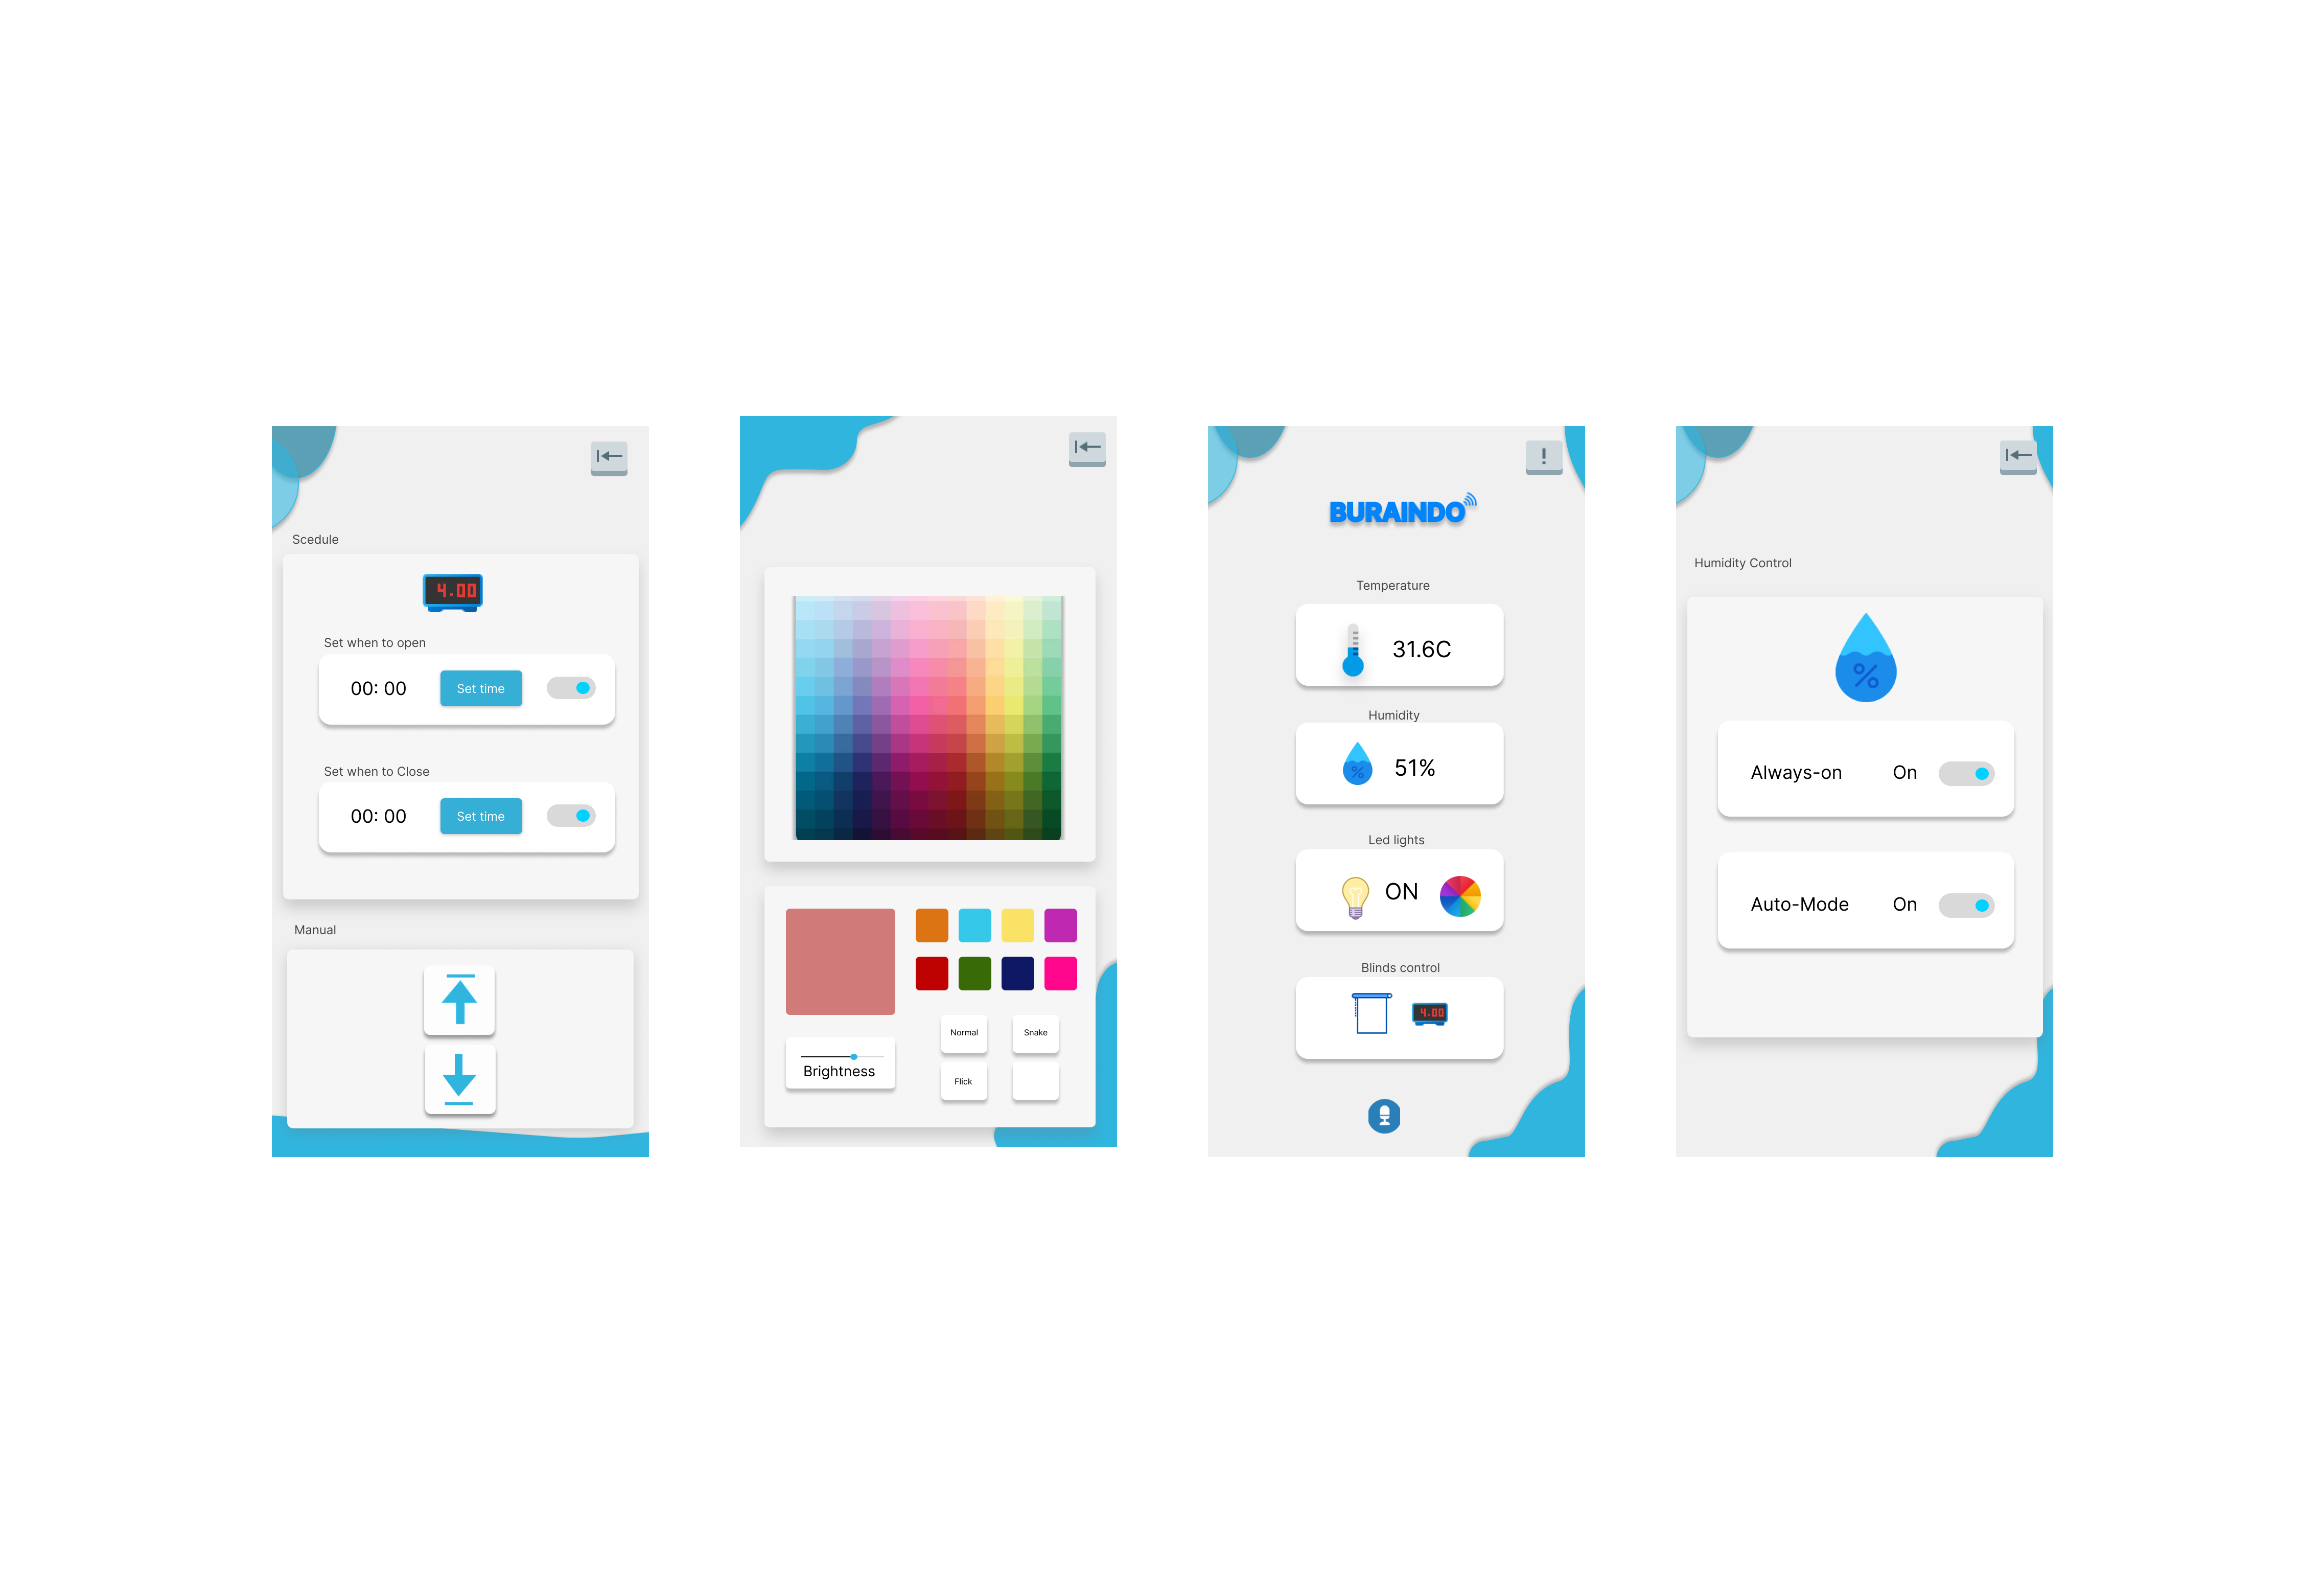 Scedule
4.00
Set when to open
00: 00 Set time
Set when to Close
00: 00 Set time
Manual
Brightness
Normal Snake
Flick
BURAINDO
Temperature
31.6C
Humidity
%
51%
Led lights
ON
Blinds control
4.00
Humidity Control
%
Always-on On
Auto-Mode On